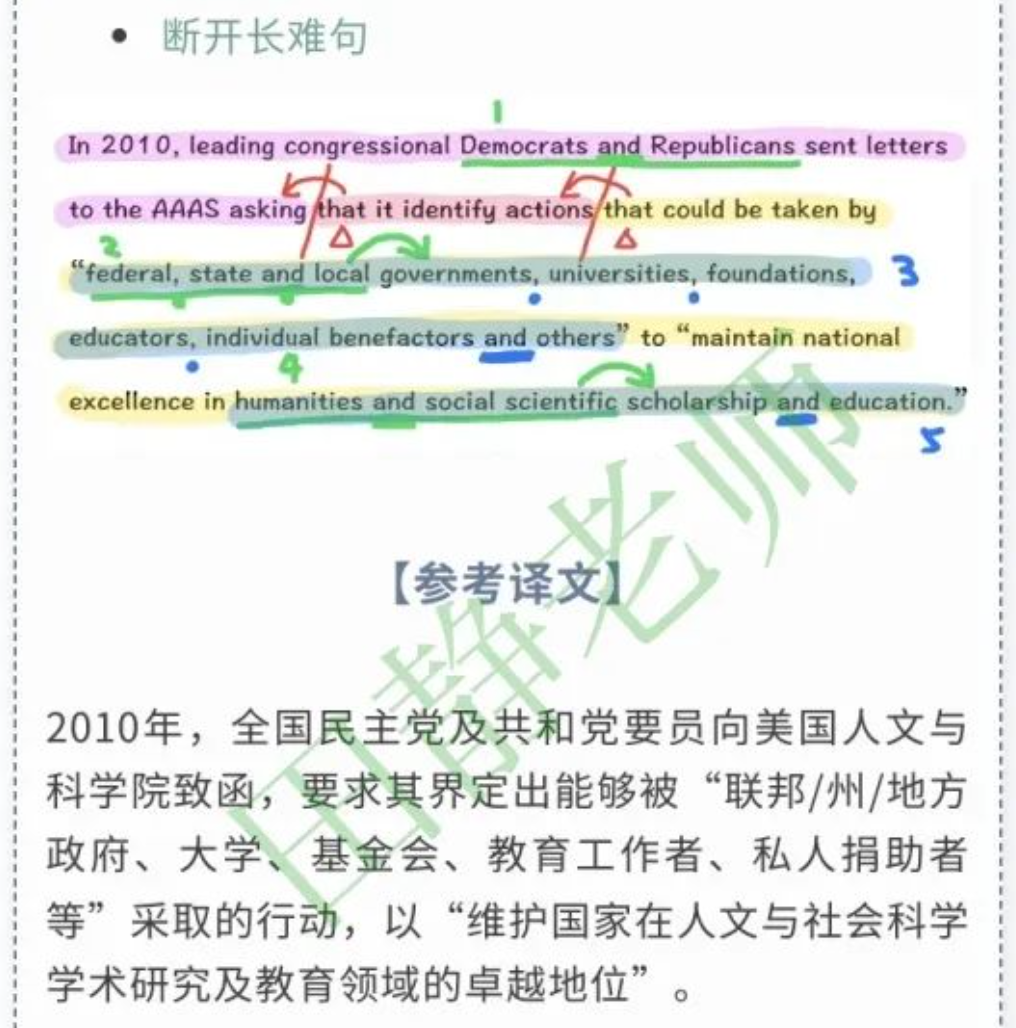 断开长难句
1
In 2010, leading congressional Democrats and Republicans sent letters
to the AAAS asking that it identify actions that could be taken by
2
“federal, state and local governments, universities, foundations, 3
educators, individual benefactors and others” to “maintain national
4
excellence in humanities and social scientific scholarship and education.”
5
【参考译文】
2010年，全国民主党及共和党要员向美国人文与
科学院致函，要求其界定出能够被“联邦/州/地方
政府、大学、基金会、教育工作者、私人捐助者
等”采取的行动，以“维护国家在人文与社会科学
学术研究及教育领域的卓越地位”。
田静老师